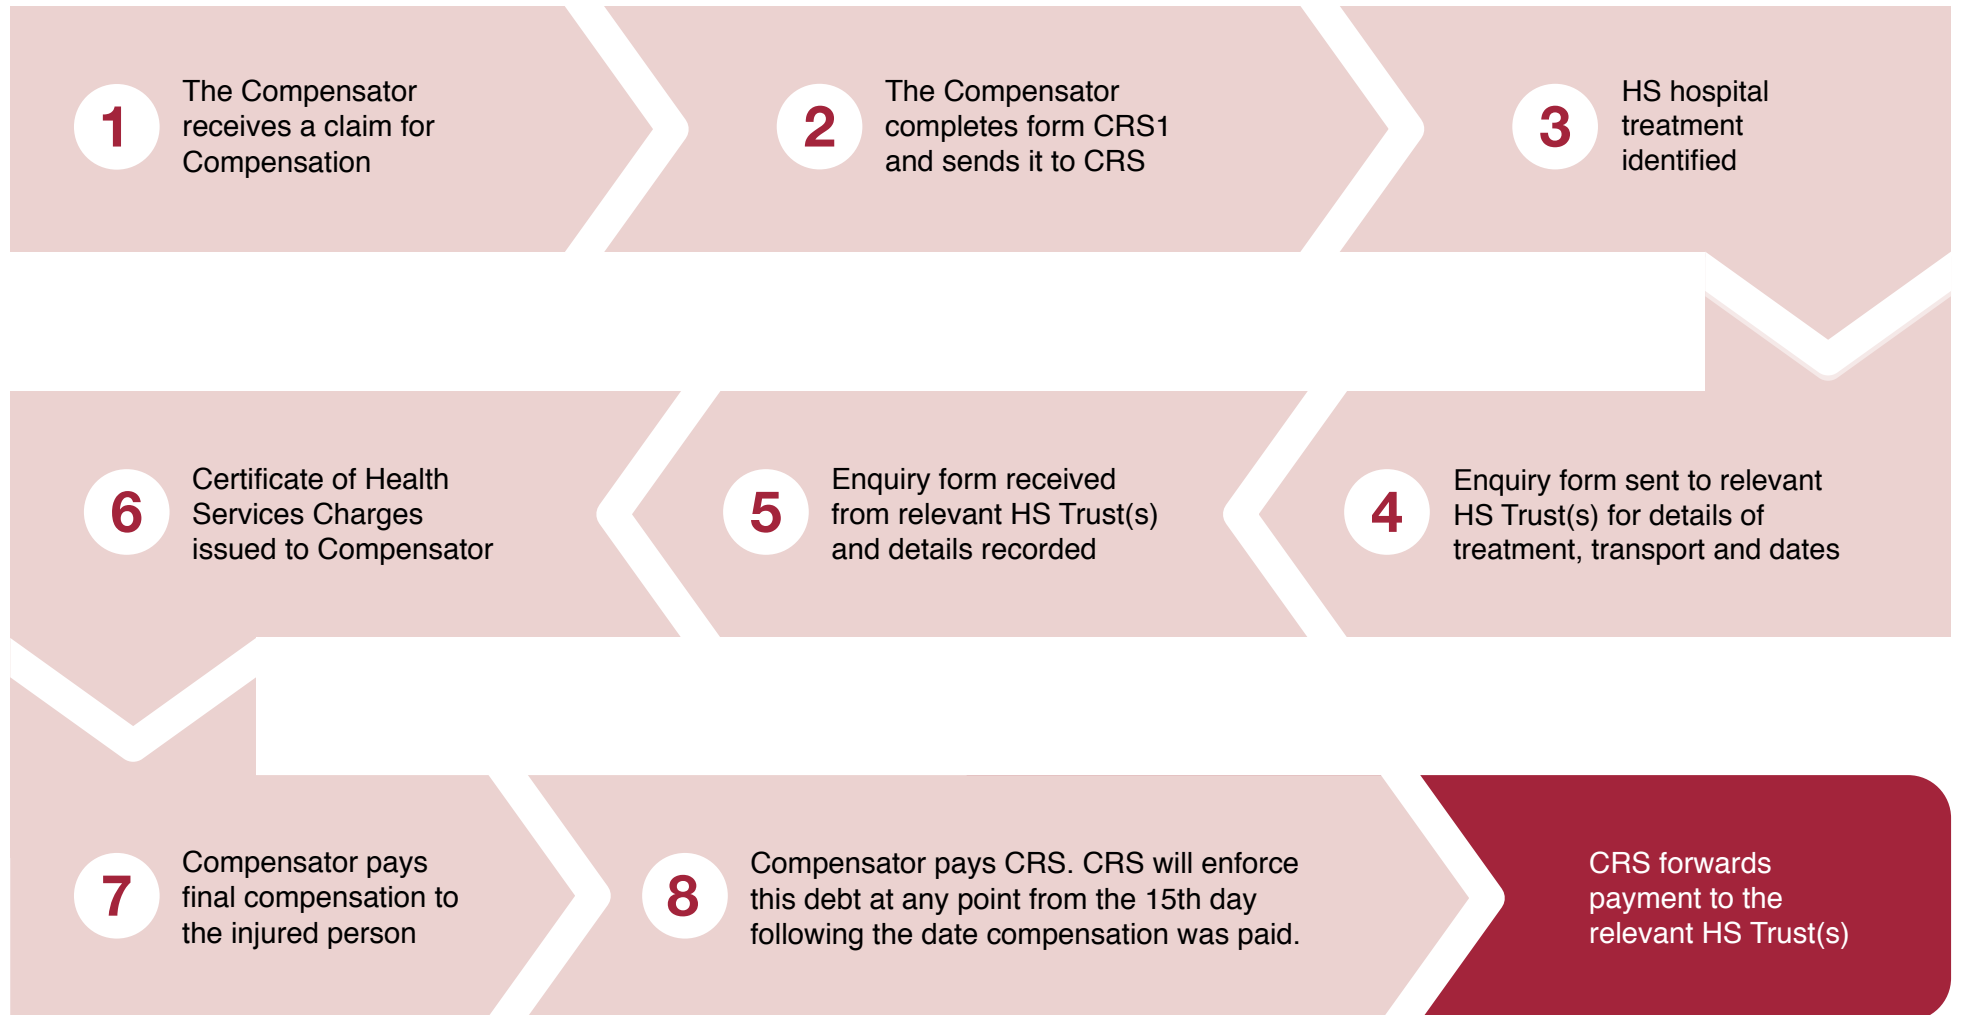 1
The Compensator
receives a claim for
Compensation
2
The Compensator
completes form CRS1
and sends it to CRS
3
HS hospital
treatment
identified
4
Enquiry form sent to relevant
HS Trust(s) for details of
treatment, transport and dates
5
Enquiry form received
from relevant HS Trust(s)
and details recorded
6
Certificate of Health
Services Charges
issued to Compensator
7
Compensator pays
final compensation to
the injured person
8
Compensator pays CRS. CRS will enforce
this debt at any point from the 15th day
following the date compensation was paid.
CRS forwards
payment to the
relevant HS Trust(s)